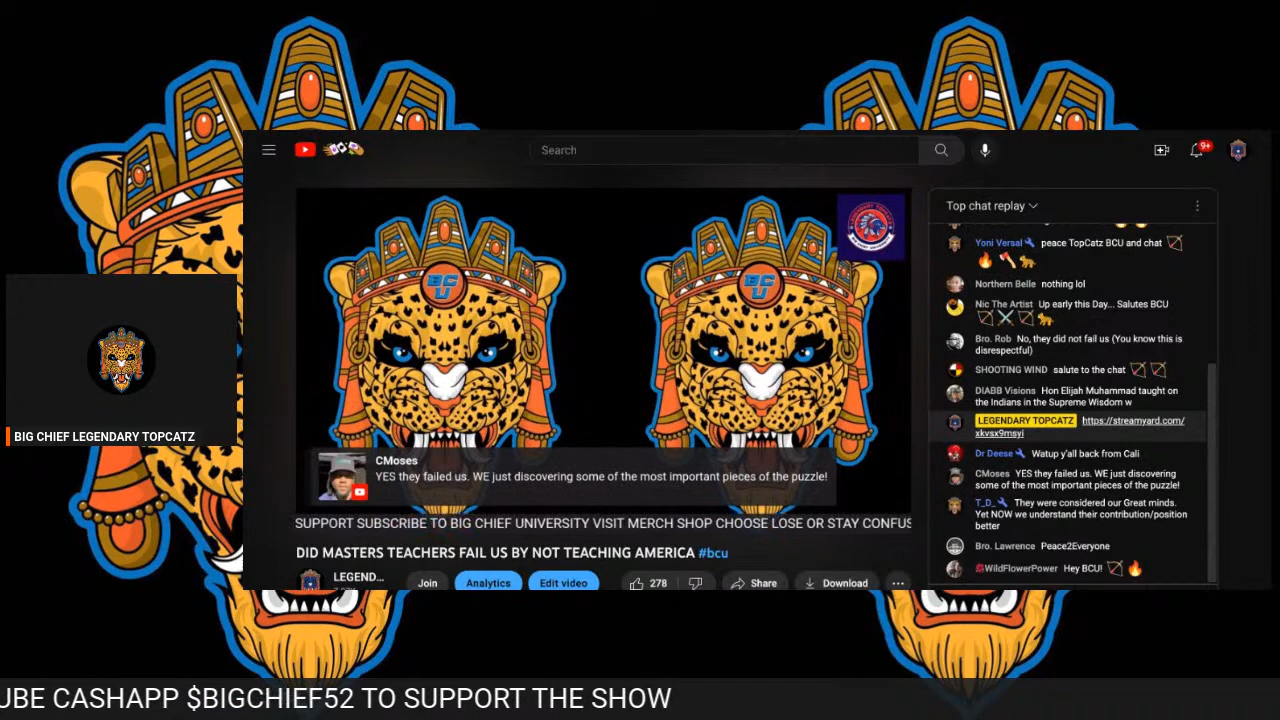 Search
9+
BCU
BCU
Top chat replay
Yoni Versal peace TopCatz BCU and chat
Northern Belle nothing lol
Nic The Artist Up early this Day... Salutes BCU
Bro. Rob No, they did not fail us (You know this is
disrespectful)
SHOOTING WIND salute to the chat
DIABB Visions Hon Elijah Muhammad taught on
the Indians in the Supreme Wisdom w
LEGENDARY TOPCATZ https://streamyard.com/
xkvsx9msyi
Dr Deese Watup y'all back from Cali
CMoses YES they failed us. WE just discovering
some of the most important pieces of the puzzle!
T_D_ They were considered our Great minds.
Yet NOW we understand their contribution/position
better
Bro. Lawrence Peace2Everyone
WildFlowerPower Hey BCU!
BIG CHIEF LEGENDARY TOPCATZ
CMoses
YES they failed us. WE just discovering some of the most important pieces of the puzzle!
SUPPORT SUBSCRIBE TO BIG CHIEF UNIVERSITY VISIT MERCH SHOP CHOOSE LOSE OR STAY CONFUS
DID MASTERS TEACHERS FAIL US BY NOT TEACHING AMERICA #bcu
LEGEND...
Join
Analytics
Edit video
278
Share
Download
UBE CASHAPP $BIGCHIEF52 TO SUPPORT THE SHOW